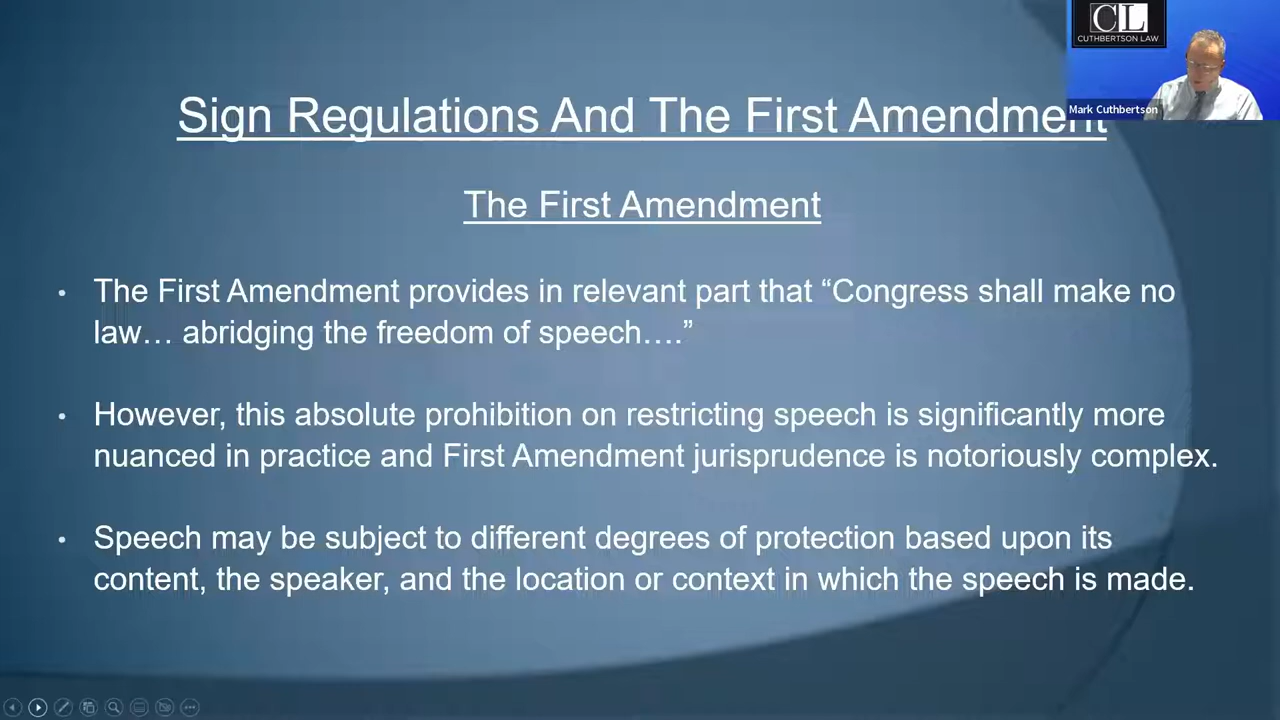 CL
CUTHBERTSON LAW
Mark Cuthbertson
Sign Regulations And The First Amendment
The First Amendment
• The First Amendment provides in relevant part that “Congress shall make no
law… abridging the freedom of speech….”
• However, this absolute prohibition on restricting speech is significantly more
nuanced in practice and First Amendment jurisprudence is notoriously complex.
• Speech may be subject to different degrees of protection based upon its
content, the speaker, and the location or context in which the speech is made.